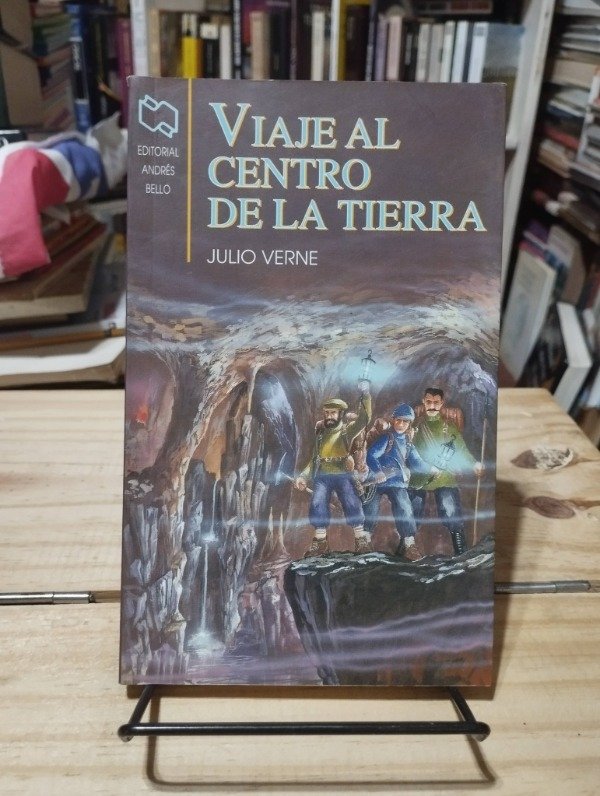 EDITORIAL
ANDRÉS
BELLO
VIAJE AL
CENTRO
DE LA TIERRA
JULIO VERNE